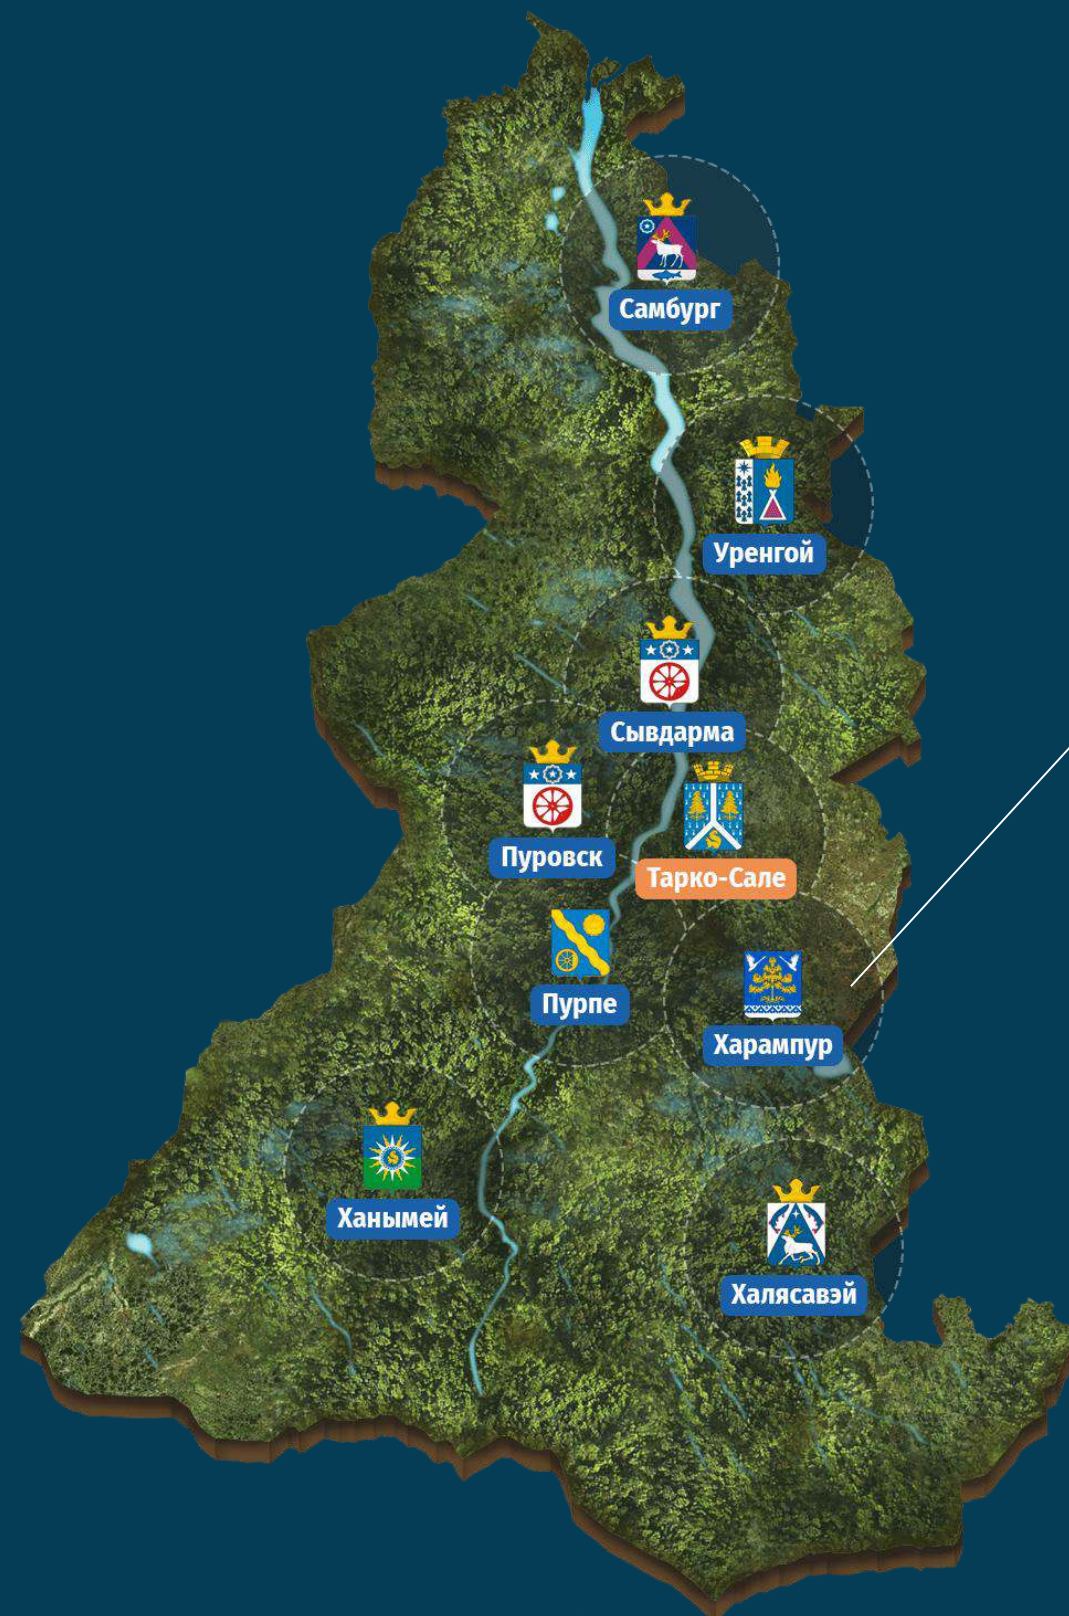 Самбург
Уренгой
Сывдарма
Пуровск
Тарко-Сале
Пурпе
Харампур
Ханымей
Халясавэй